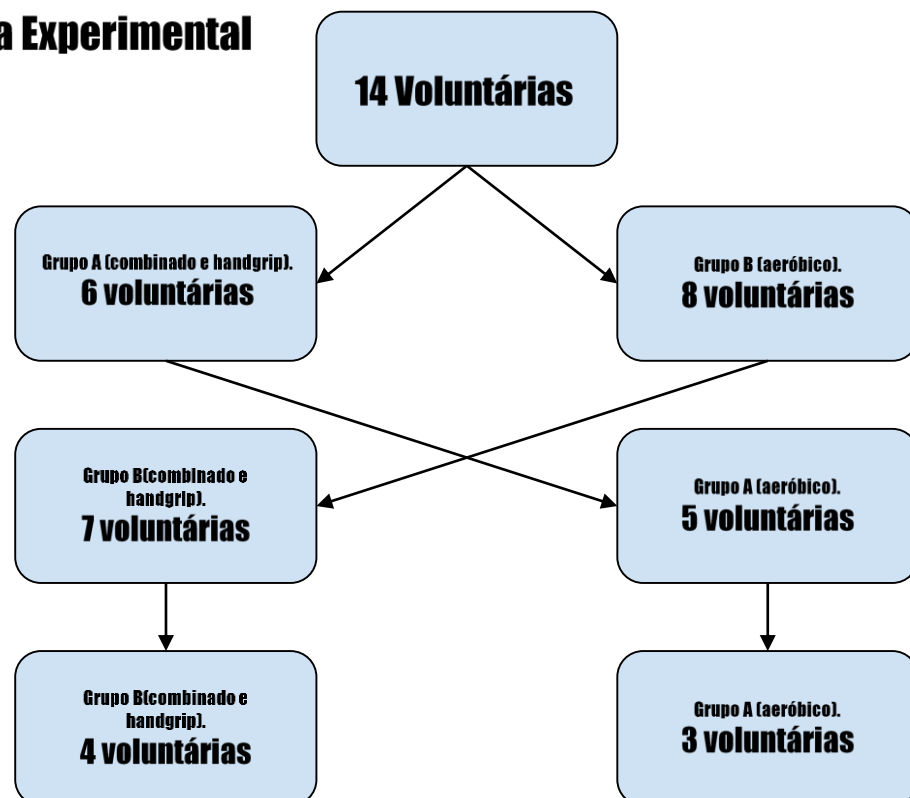 a Experimental
14 Voluntárias
Grupo A (combinado e handgrip).
6 voluntárias
Grupo B (aeróbico).
8 voluntárias
Grupo B(combinado e
handgrip).
7 voluntárias
Grupo A (aeróbico).
5 voluntárias
Grupo B(combinado e
handgrip).
4 voluntárias
Grupo A (aeróbico).
3 voluntárias